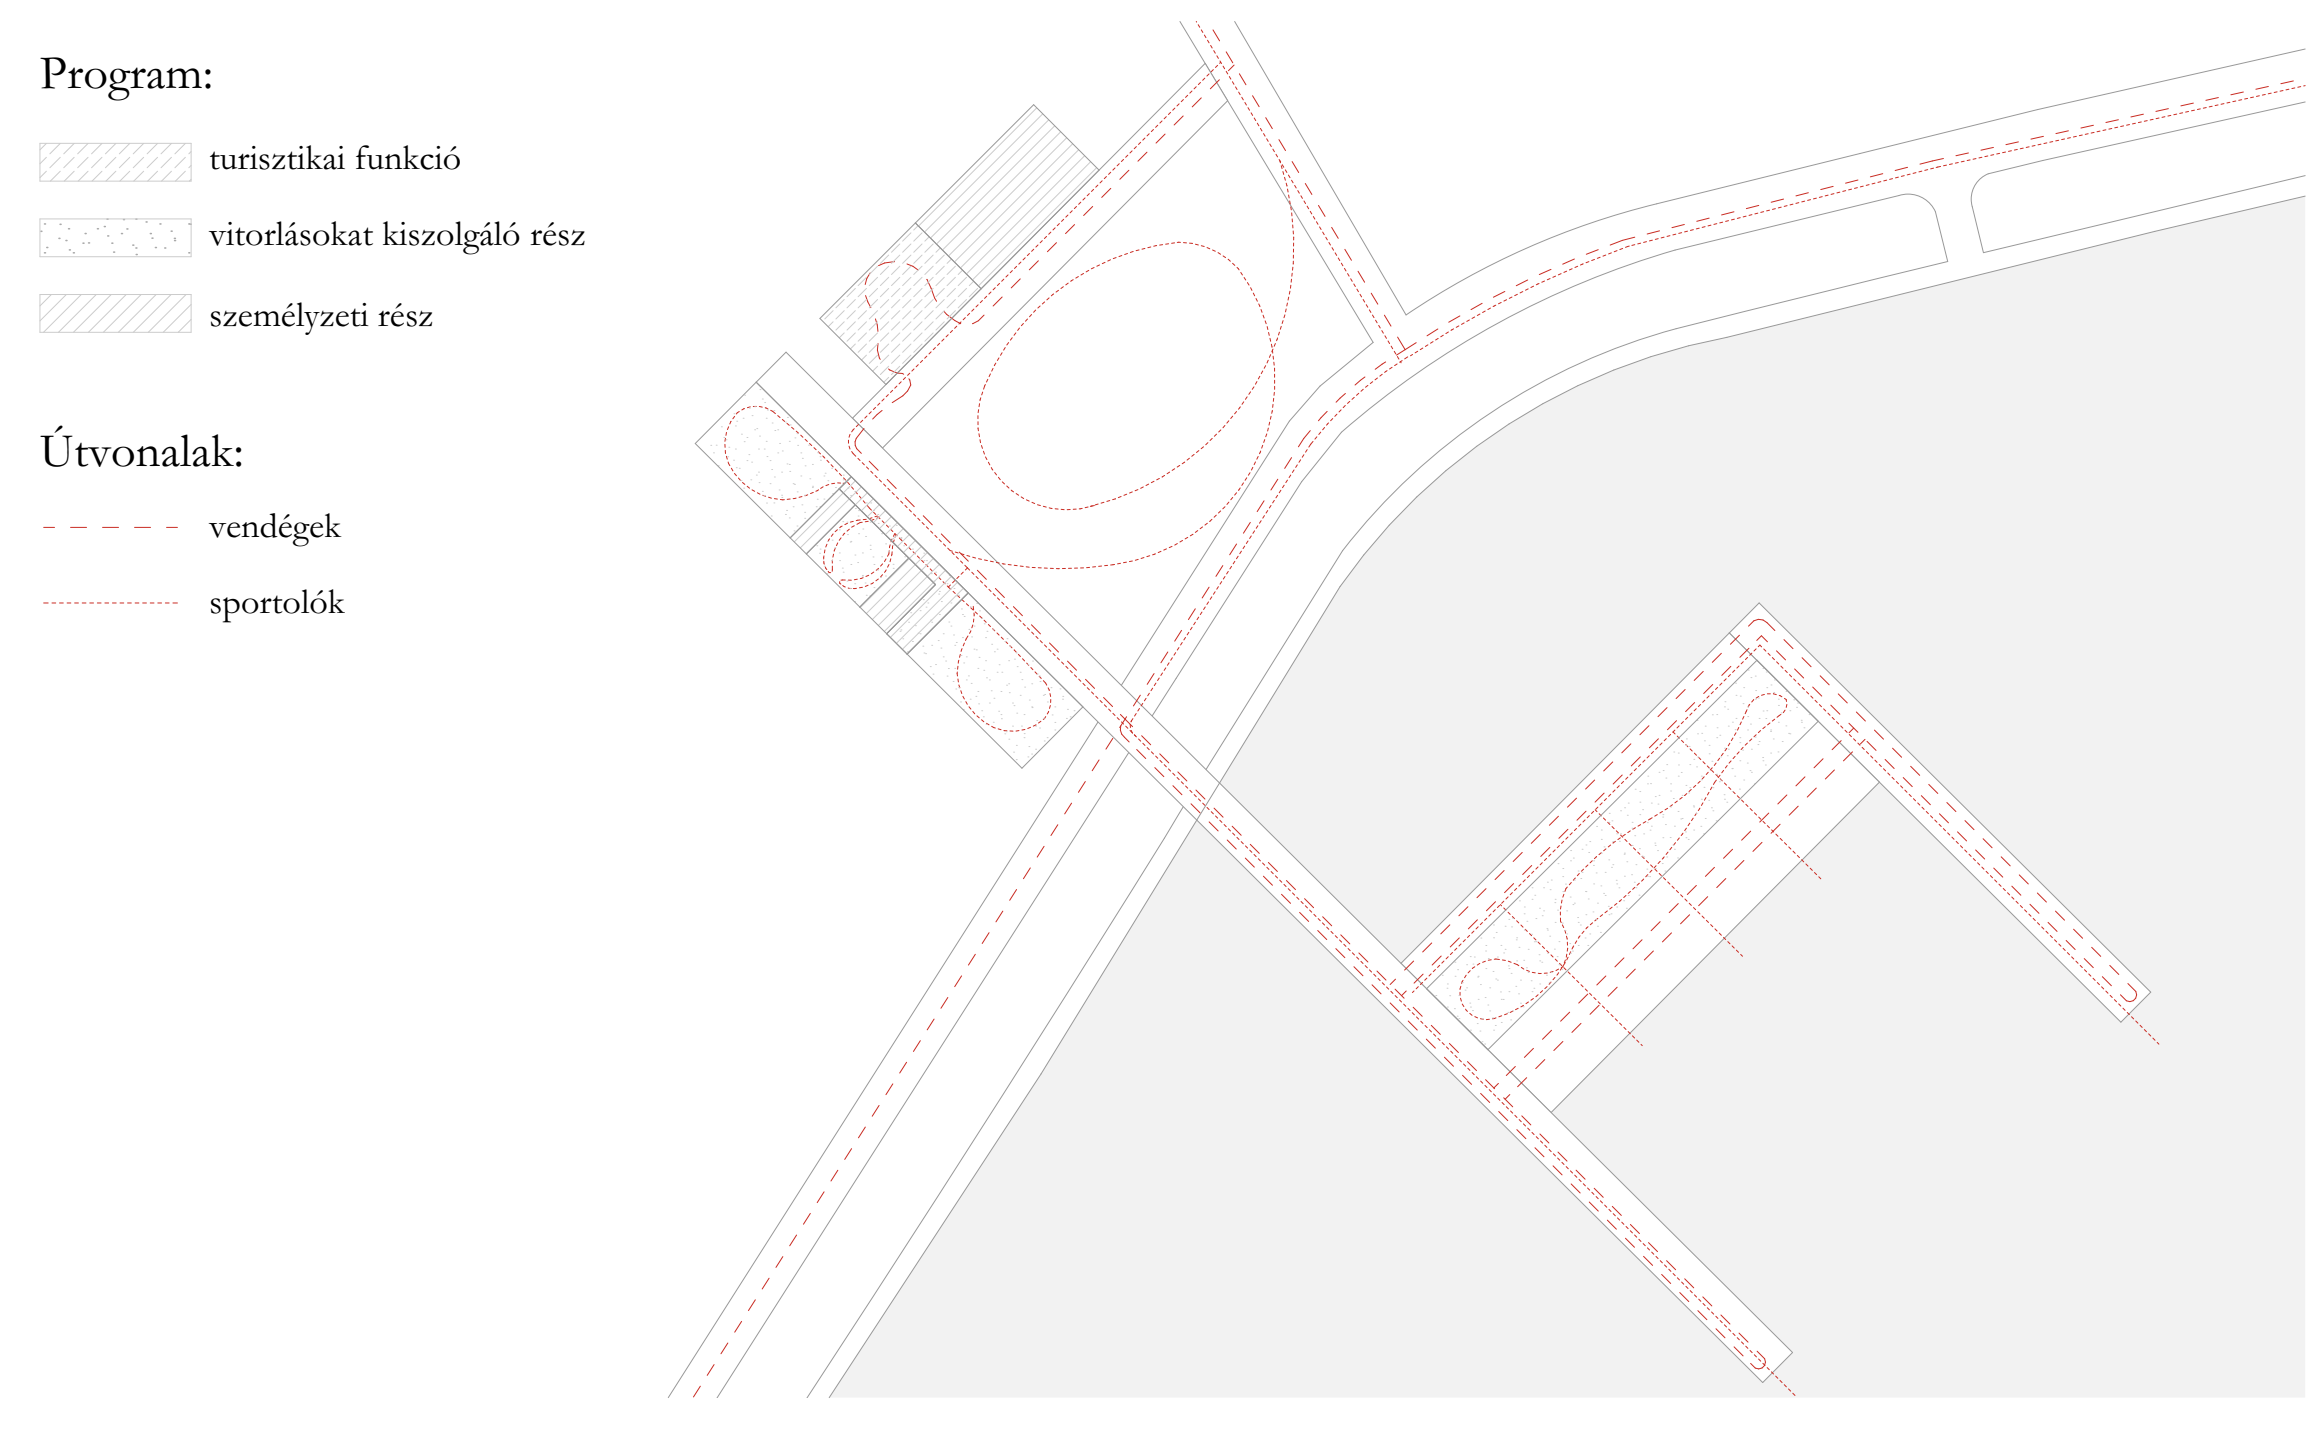 Program:
turisztikai funkció
vitorlásokat kiszolgáló rész
személyzeti rész
Útvonalak:
vendégek
sportolók